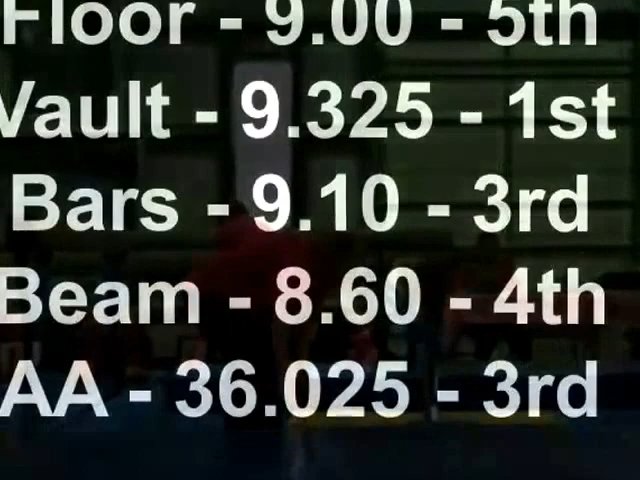 Floor - 9.00 - 5th
Vault - 9.325 - 1st
Bars - 9.10 - 3rd
Beam - 8.60 - 4th
AA - 36.025 - 3rd